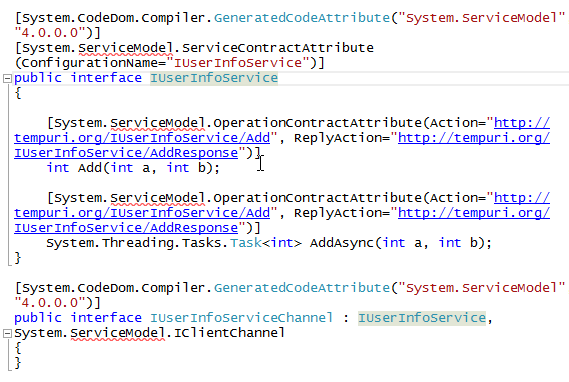 [System.CodeDom.Compiler.GeneratedCodeAttribute("System.ServiceModel"
"4.0.0.0")]
[System.ServiceModel.ServiceContractAttribute
(ConfigurationName="IUserInfoService")]
public interface IUserInfoService
{
[System.ServiceModel.OperationContractAttribute(Action="http://
tempuri.org/IUserInfoService/Add", ReplyAction="http://tempuri.org/
IUserInfoService/AddResponse")]
int Add(int a, int b);
[System.ServiceModel.OperationContractAttribute(Action="http://
tempuri.org/IUserInfoService/Add", ReplyAction="http://tempuri.org/
IUserInfoService/AddResponse")]
System.Threading.Tasks.Task<int> AddAsync(int a, int b);
}
[System.CodeDom.Compiler.GeneratedCodeAttribute("System.ServiceModel"
"4.0.0.0")]
public interface IUserInfoServiceChannel : IUserInfoService,
System.ServiceModel.IClientChannel
{
}